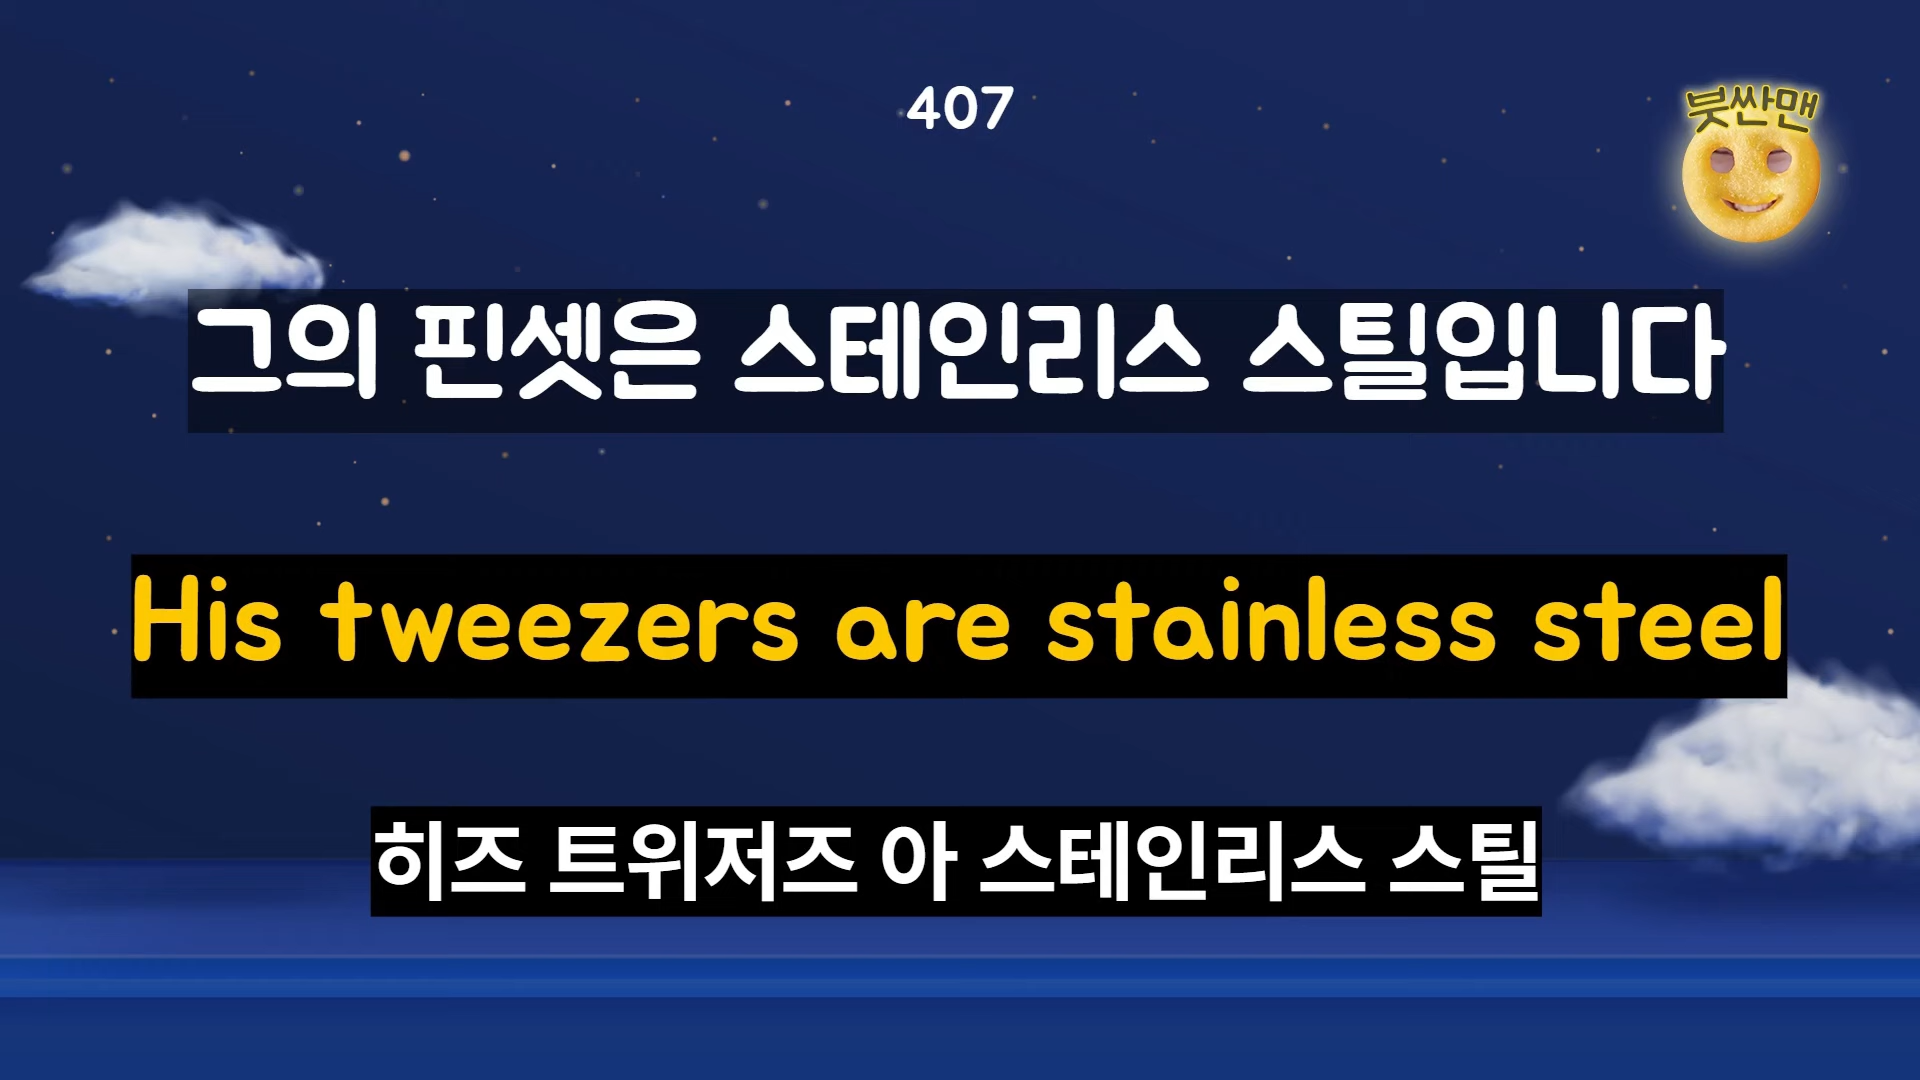 407
붓싼맨
그의 핀셋은 스테인리스 스틸입니다
His tweezers are stainless steel
히즈 트위저즈 아 스테인리스 스틸